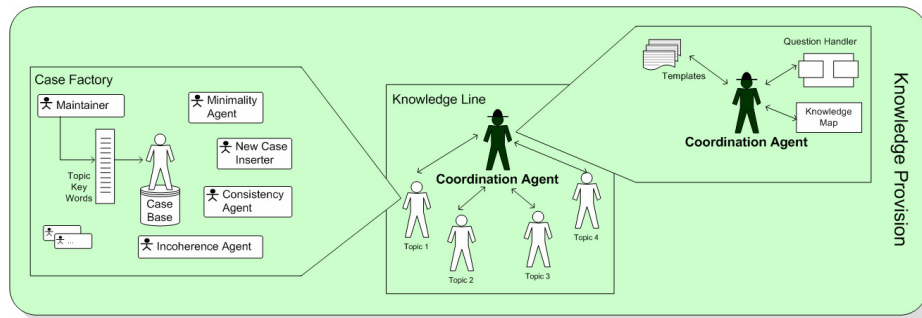 Case Factory
Maintainer
Topic
Key
Words
Case
Base
Minimality
Agent
New Case
Inserter
Consistency
Agent
Incoherence Agent
...
Knowledge Line
Coordination Agent
Topic 1
Topic 2
Topic 3
Topic 4
Templates
Question Handler
Knowledge
Map
Coordination Agent
Knowledge Provision